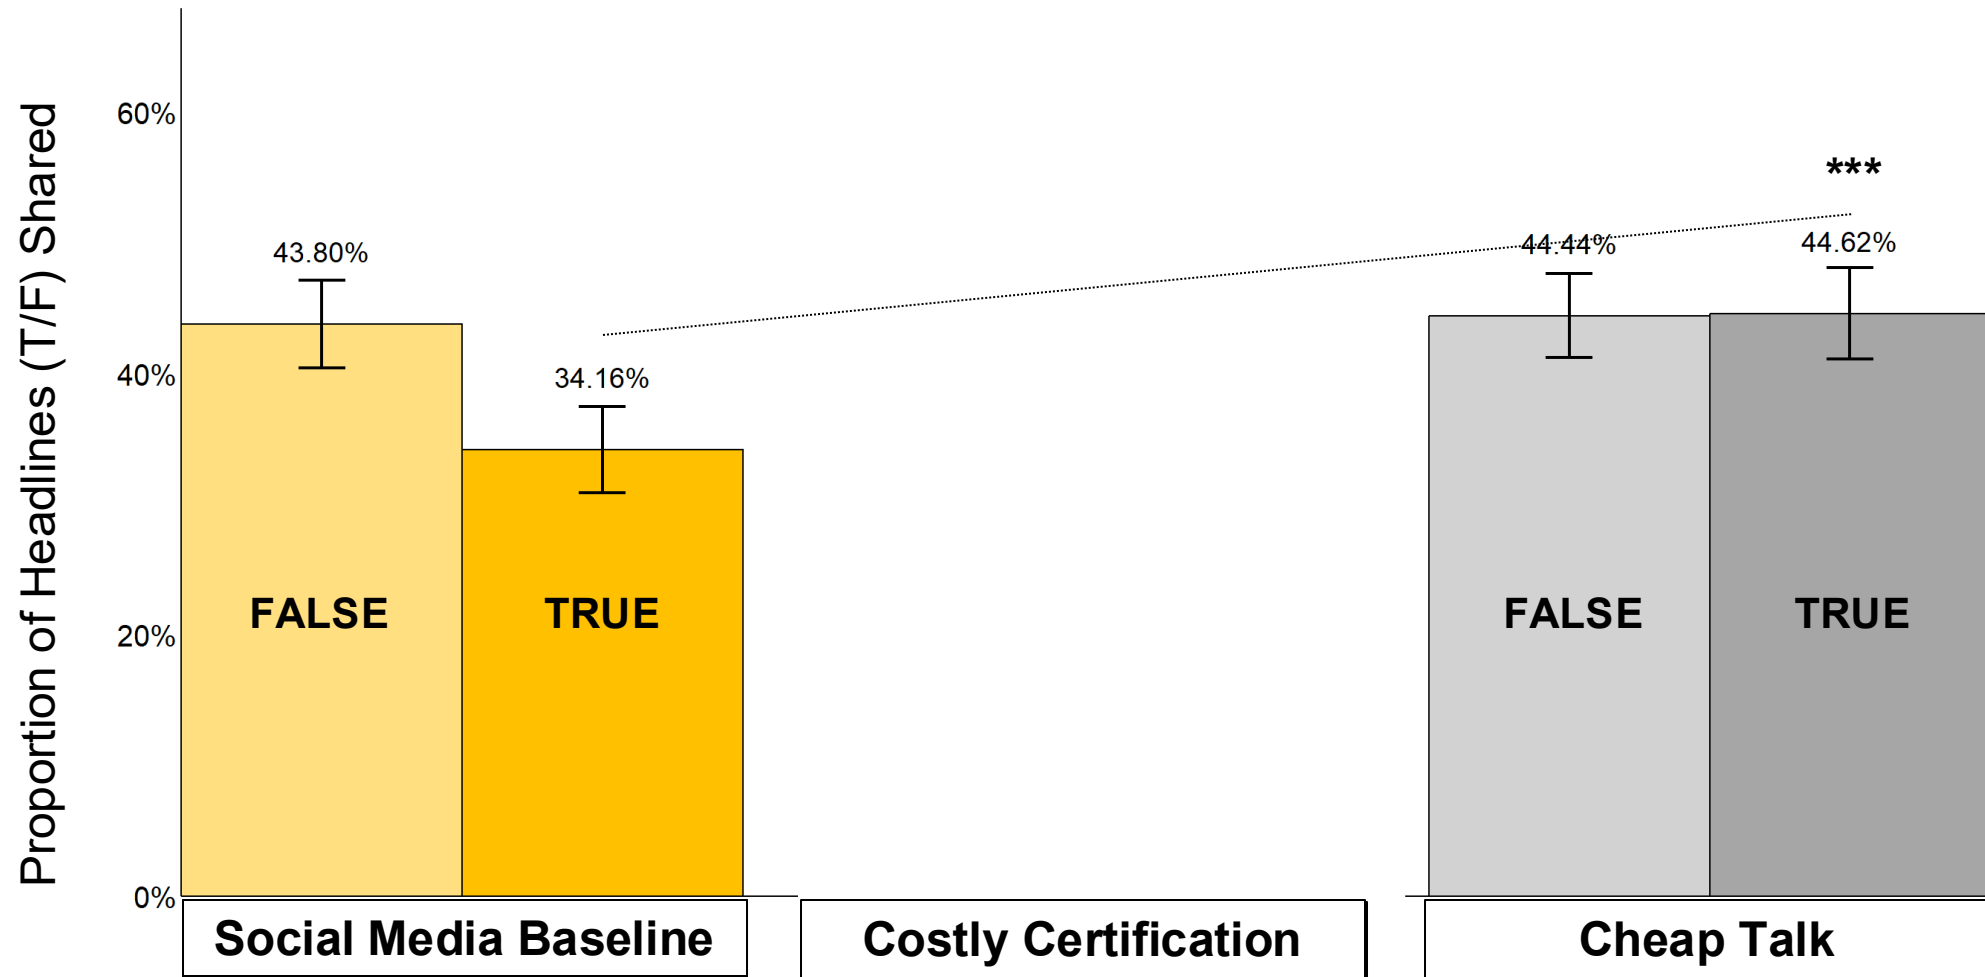 Proportion of Headlines (T/F) Shared
60%
40%
20%
0%
43.80%
34.16%
44.44%
44.62%
***
FALSE
TRUE
FALSE
TRUE
Social Media Baseline
Costly Certification
Cheap Talk